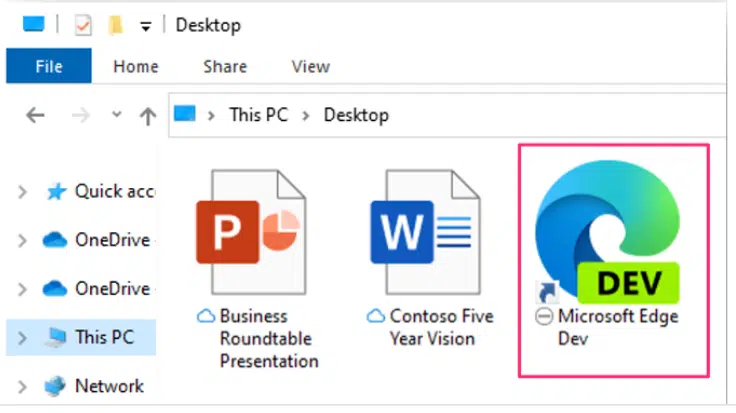 Desktop
File Home Share View
This PC Desktop
Quick acc
OneDrive
OneDrive
This PC
Network
P
W
DEV
Business
Roundtable
Presentation
Contoso Five
Year Vision
Microsoft Edge
Dev